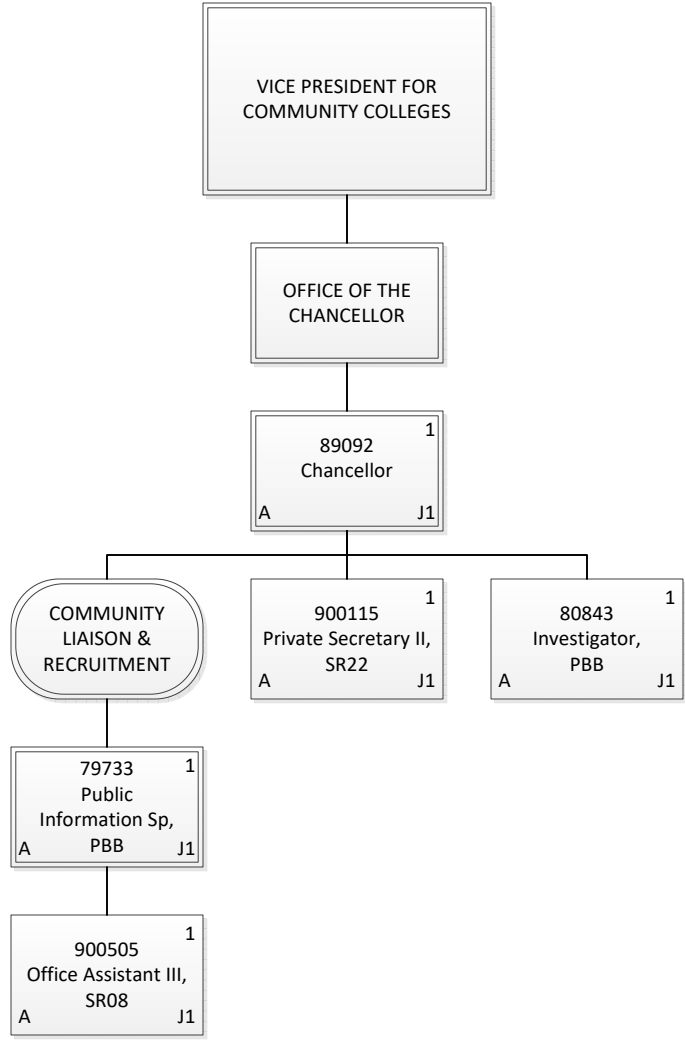 VICE PRESIDENT FOR
COMMUNITY COLLEGES
OFFICE OF THE
CHANCELLOR
1
89092
Chancellor
A J1
COMMUNITY
LIAISON &
RECRUITMENT
1
900115
Private Secretary II,
SR22
A J1
1
80843
Investigator,
PBB
A J1
79733 1
Public
Information Sp,
PBB
A J1
1
900505
Office Assistant III,
SR08
A J1